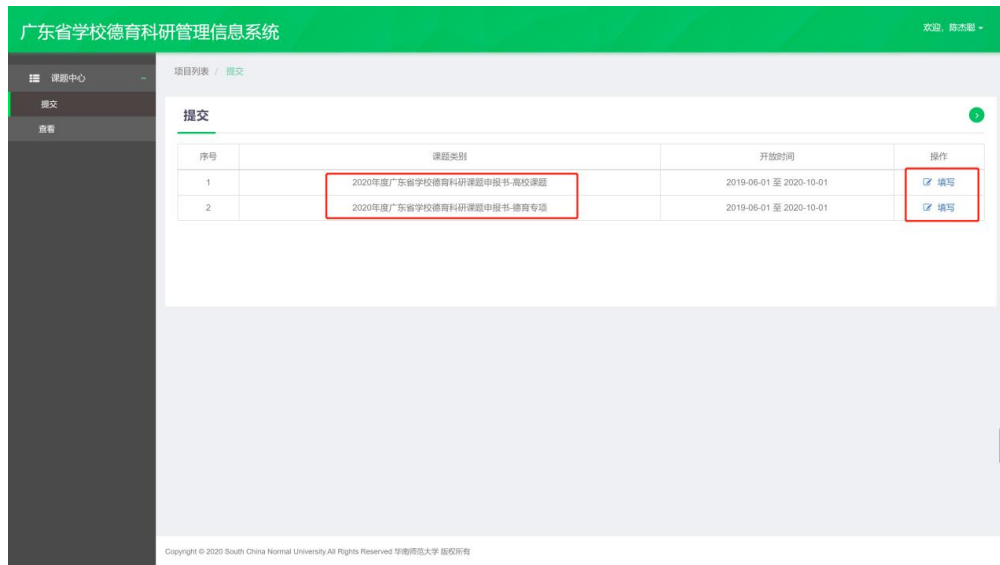 广东省学校德育科研管理信息系统
欢迎, 陈杰聪
课题中心
提交
查看
项目列表 / 提交
提交
序号 课题类别 开放时间 操作
1 2020年度广东省学校德育科研课题申报书-高校课题 2019-06-01 至 2020-10-01 填写
2 2020年度广东省学校德育科研课题申报书-德育专项 2019-06-01 至 2020-10-01 填写
Copyright © 2020 South China Normal University.All Rights Reserved 华南师范大学 版权所有